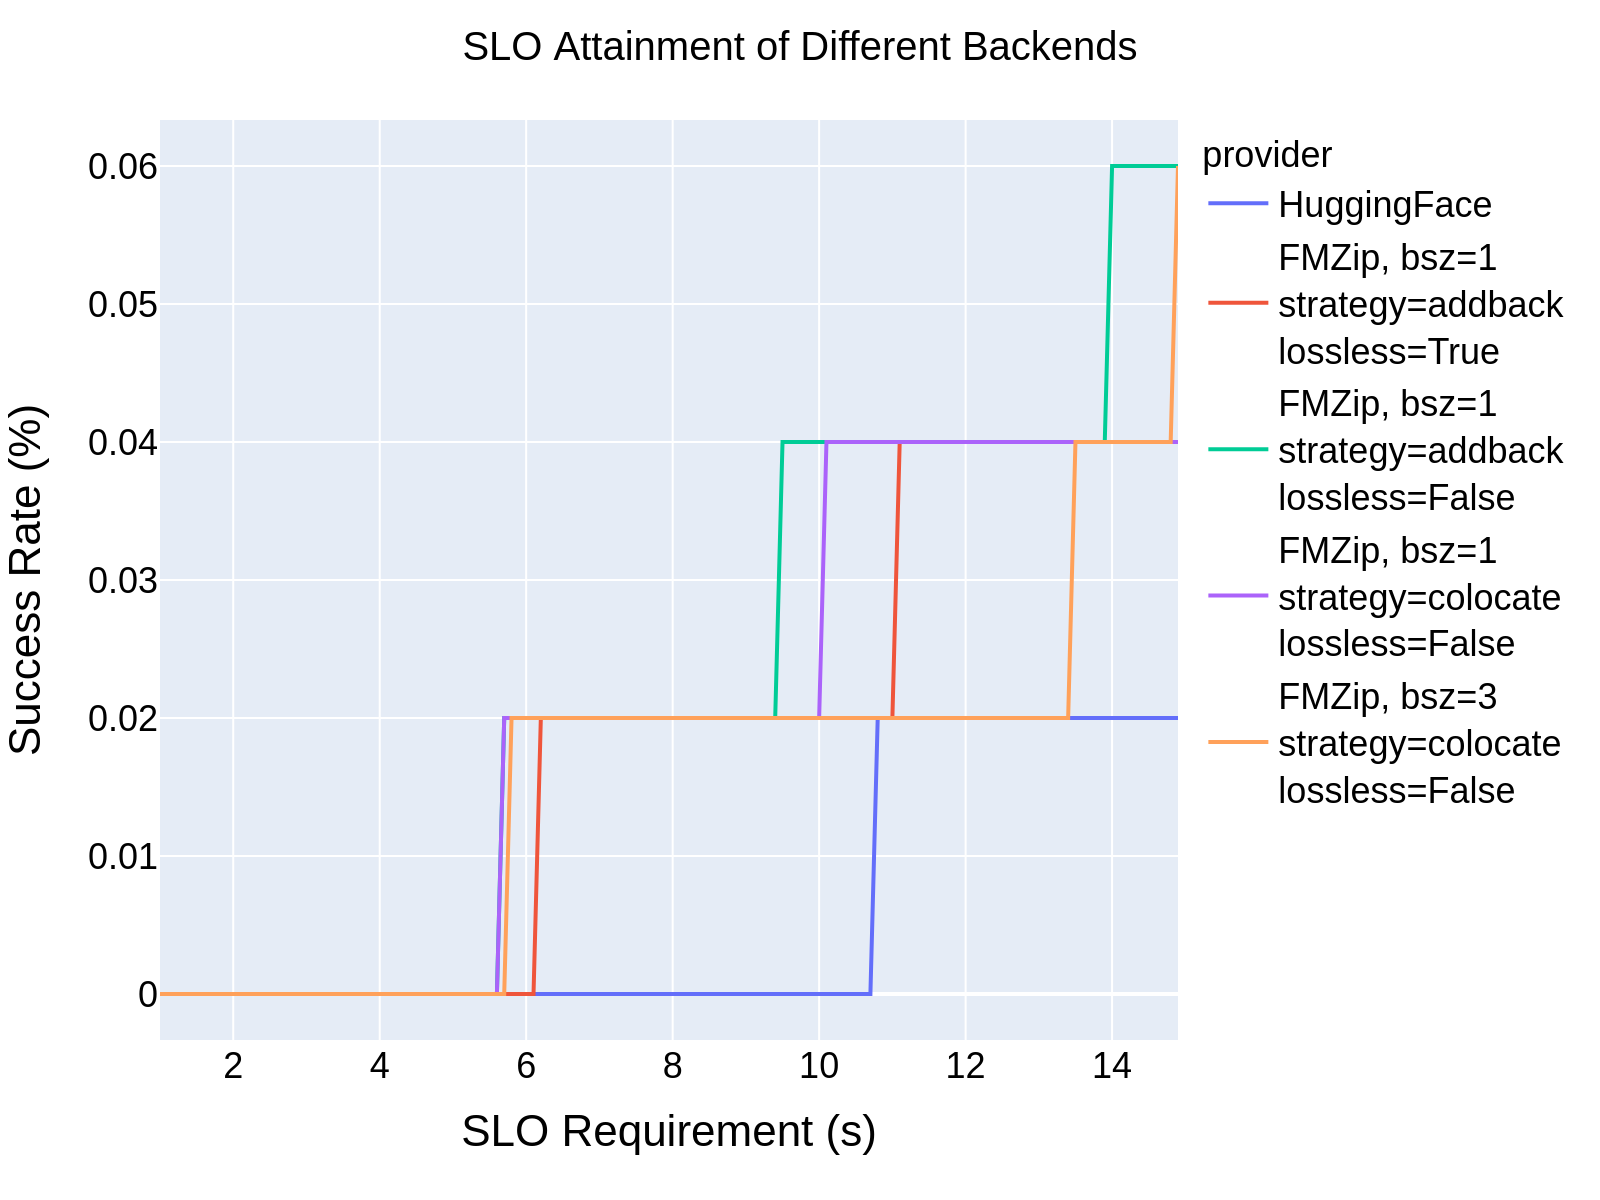 SLO Attainment of Different Backends
0.06
0.05
0.04
0.03
0.02
0.01
0
Success Rate (%)
2 4 6 8 10 12 14
SLO Requirement (s)
provider
HuggingFace
FMZip, bsz=1
strategy=addback
lossless=True
FMZip, bsz=1
strategy=addback
lossless=False
FMZip, bsz=1
strategy=colocate
lossless=False
FMZip, bsz=3
strategy=colocate
lossless=False